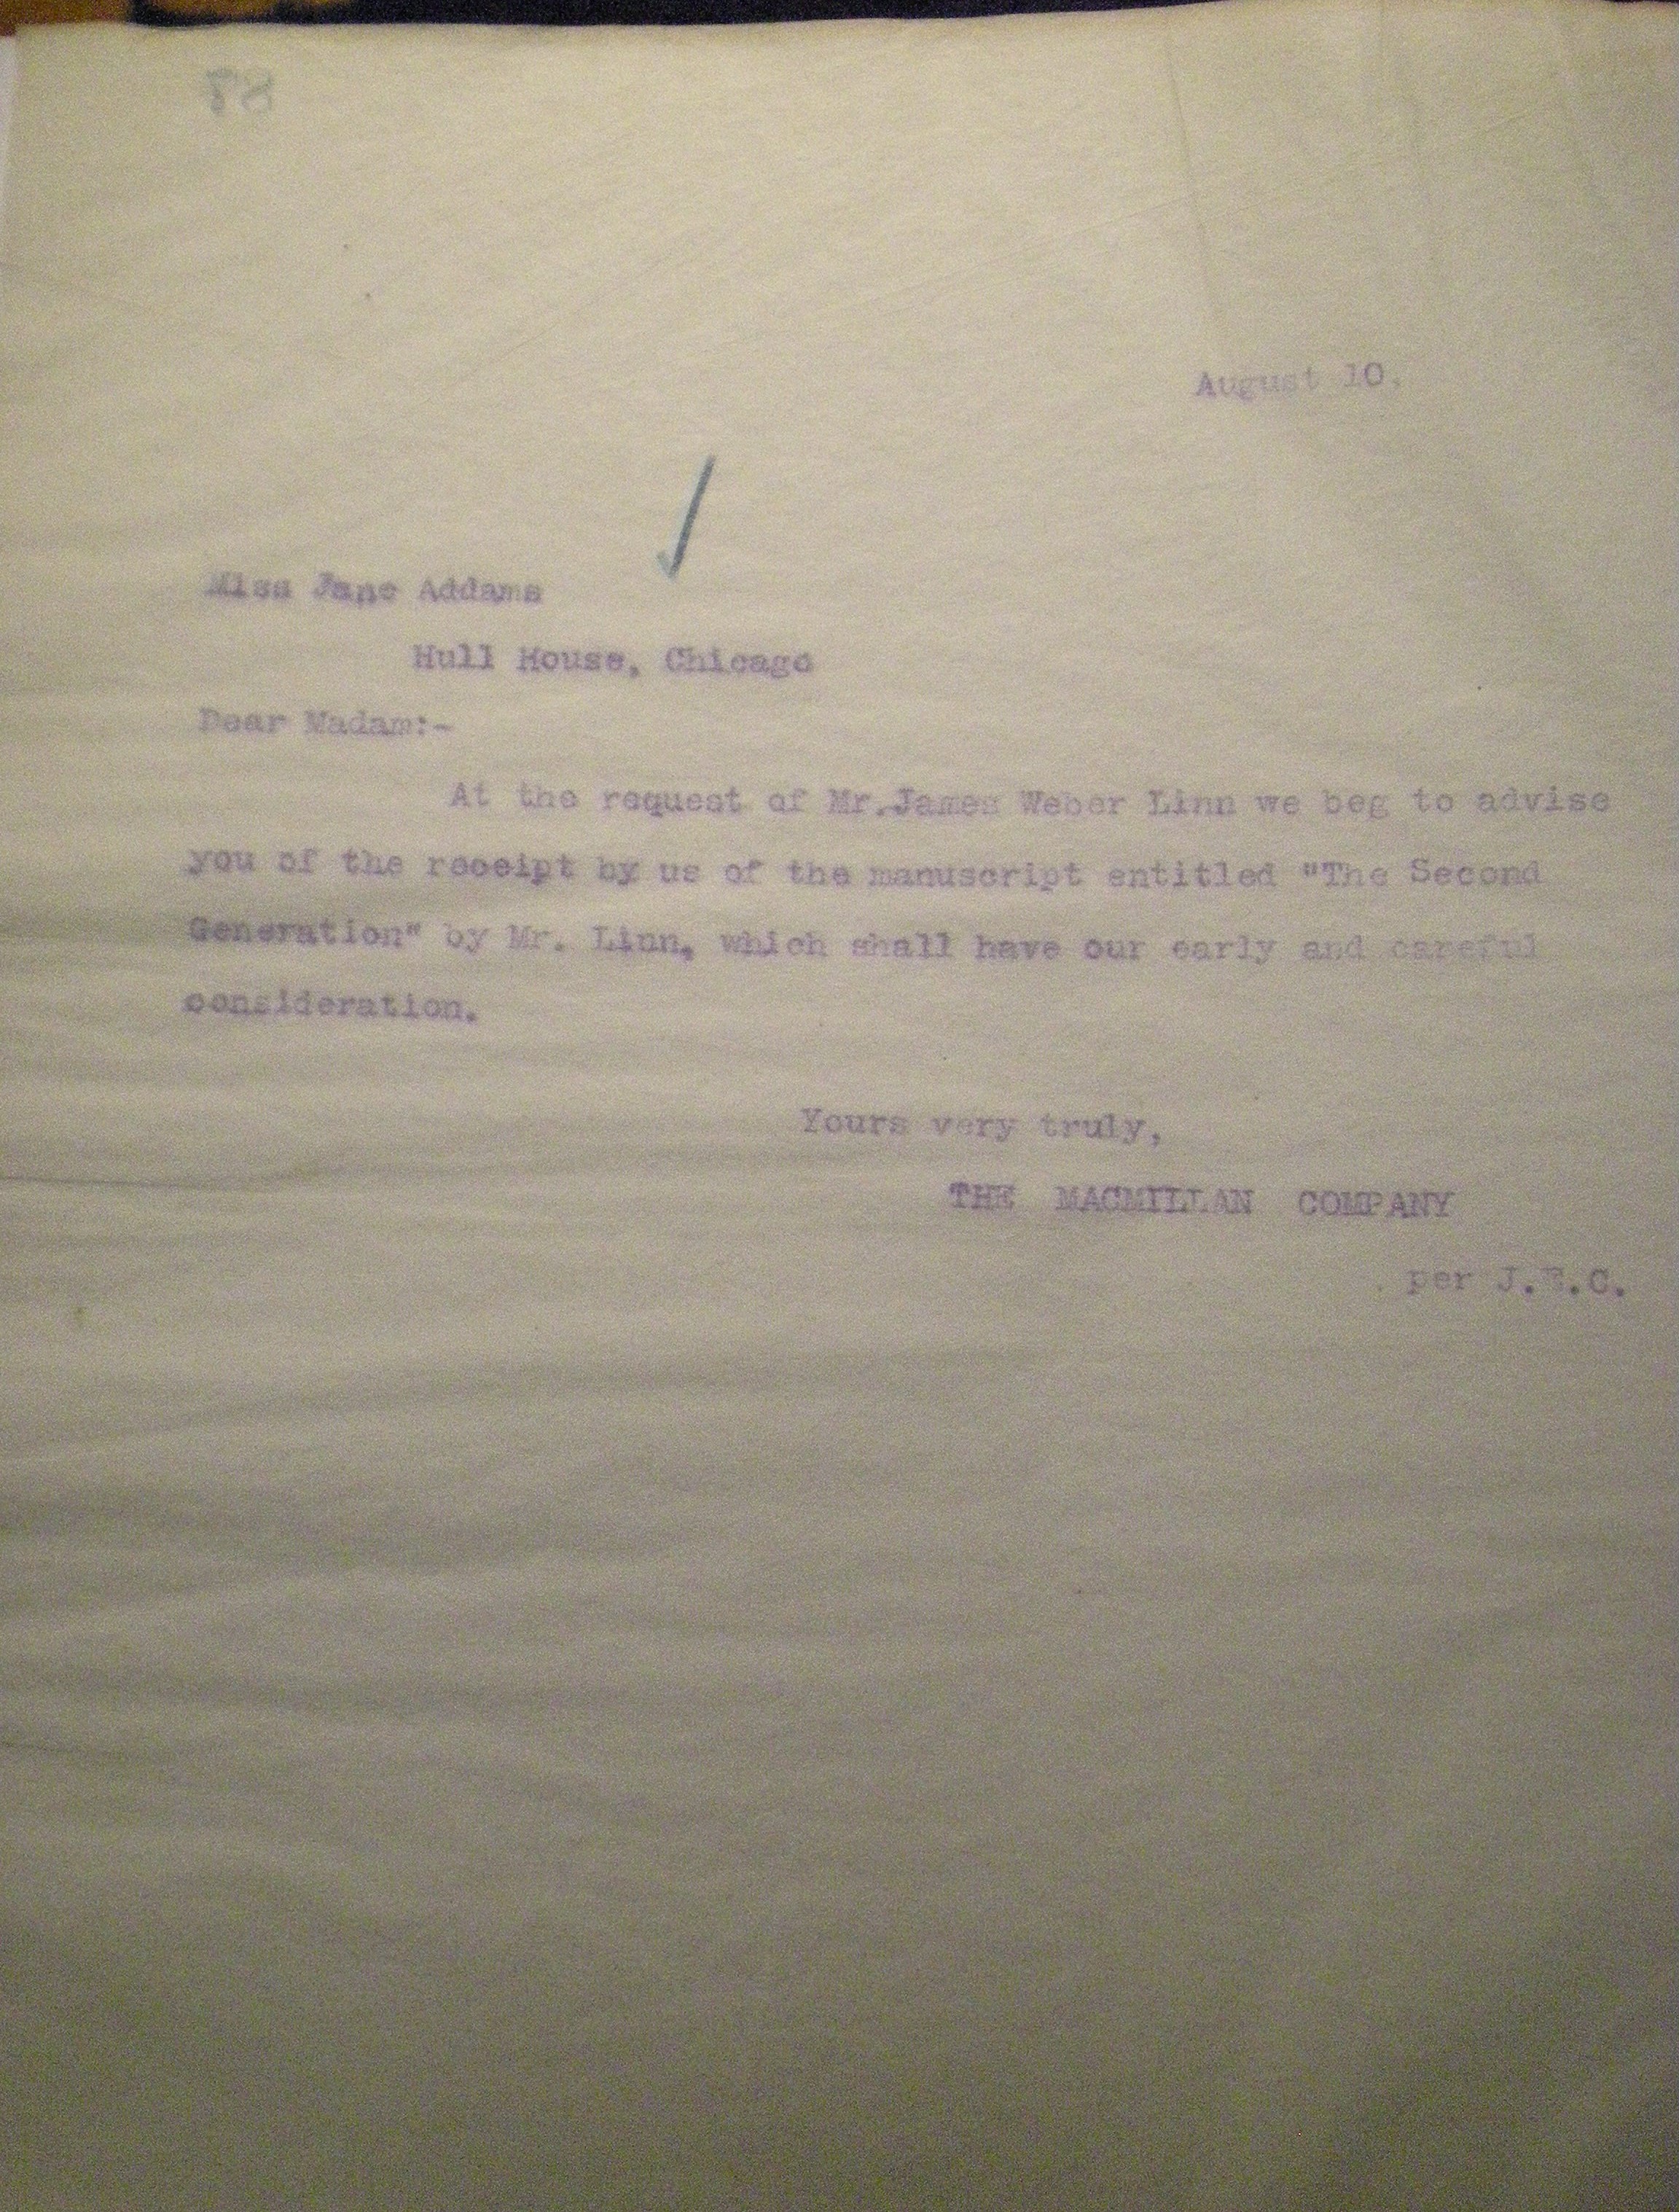 87
August 10.
Miss Jane Addams
Hull House, Chicago
Dear Madam:-
At the request of Mr.James Weber Linn we beg to advise
you of the receipt by us of the manuscript entitled "The Second
Generation" by Mr. Linn, which shall have our early and careful
consideration.
Yours very truly,
THE MACMILLAN COMPANY
per J.E.C.